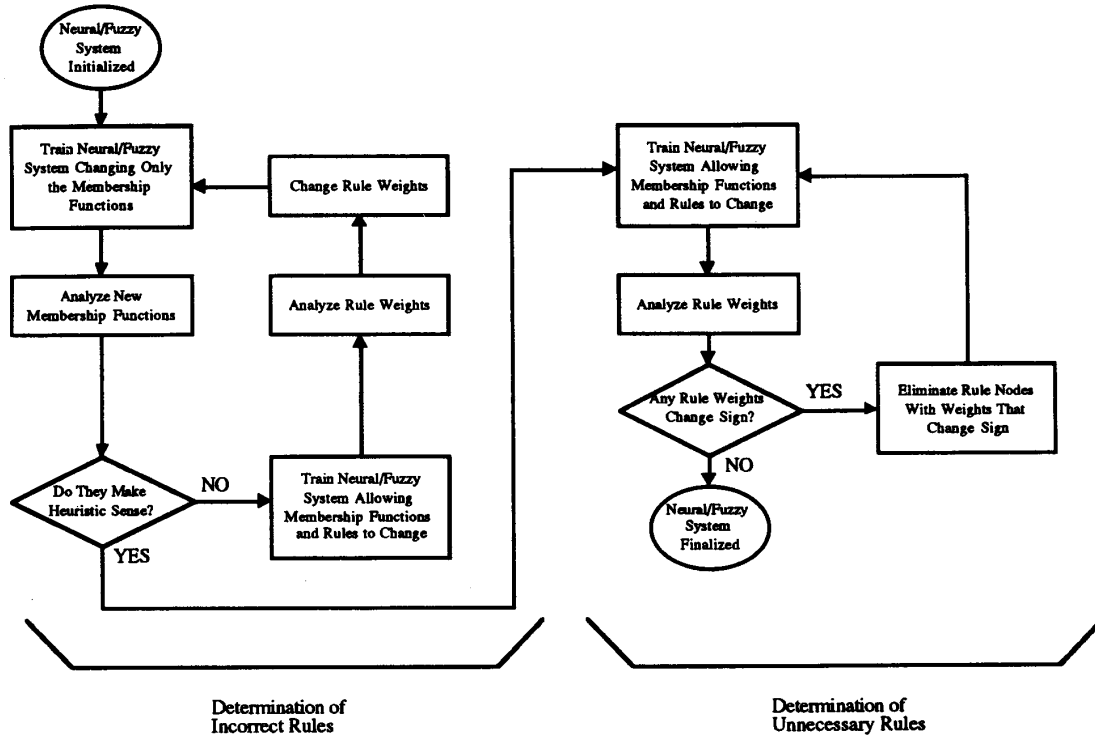 Neural/Fuzzy
System
Initialized
Train Neural/Fuzzy
System Changing Only
the Membership
Functions
Change Rule Weights
Analyze New
Membership Functions
Analyze Rule Weights
Do They Make
Heuristic Sense?
NO
YES
Train Neural/Fuzzy
System Allowing
Membership Functions
and Rules to Change
Train Neural/Fuzzy
System Allowing
Membership Functions
and Rules to Change
Analyze Rule Weights
Any Rule Weights
Change Sign?
YES
NO
Eliminate Rule Nodes
With Weights That
Change Sign
Neural/Fuzzy
System
Finalized
Determination of
Incorrect Rules
Determination of
Unnecessary Rules